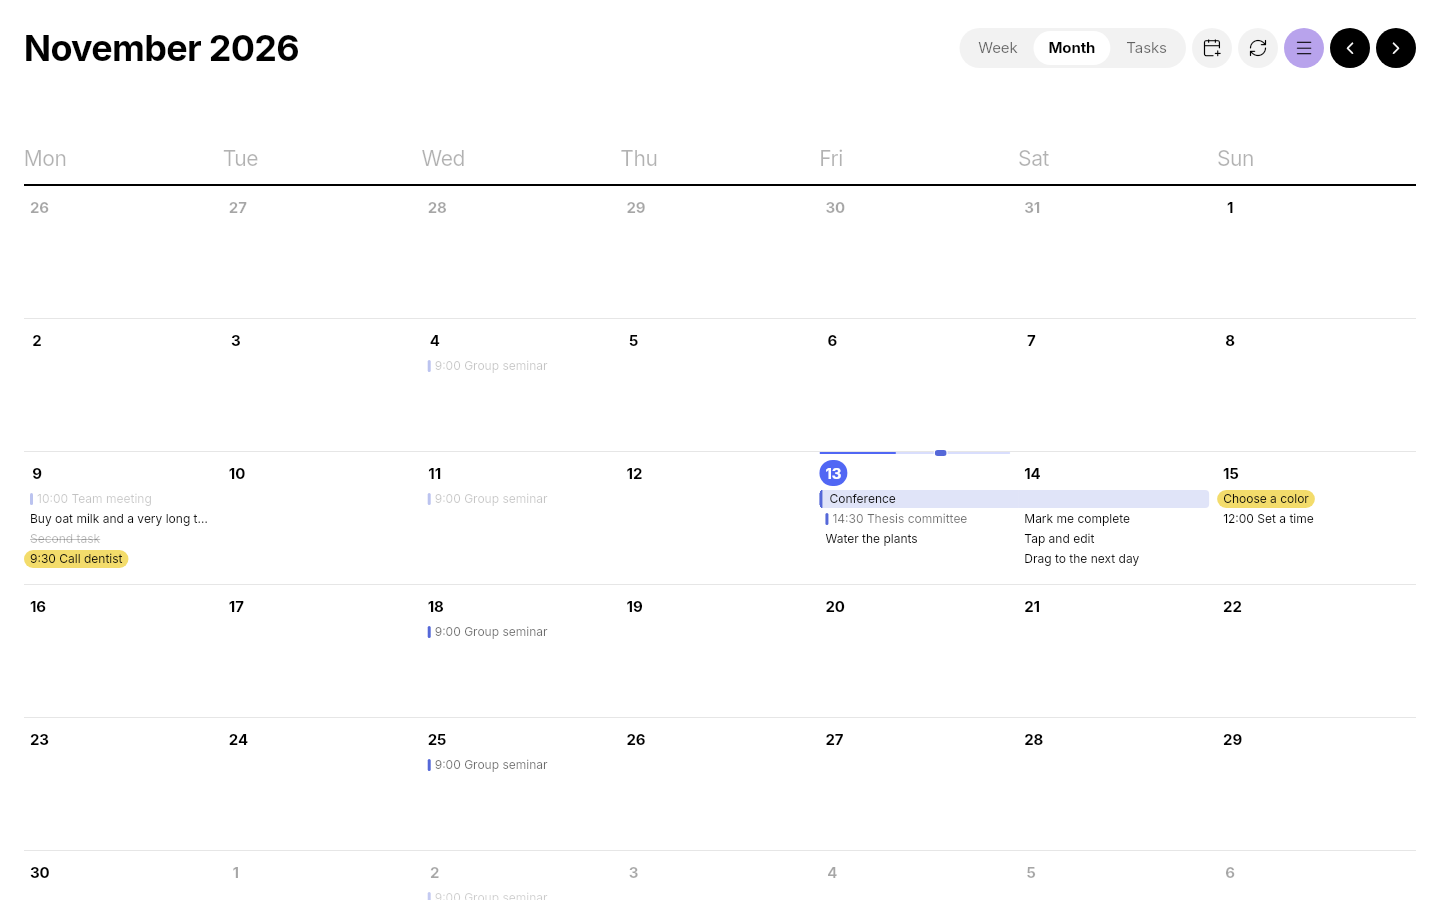 November 2026
Week Month Tasks
Mon Tue Wed Thu Fri Sat Sun
26 27 28 29 30 31 1
2 3 4 5 6 7 8
9:00 Group seminar
9 10 11 12 13 14 15
10:00 Team meeting 9:00 Group seminar Conference Choose a color
Buy oat milk and a very long t... 14:30 Thesis committee Mark me complete 12:00 Set a time
Second task Water the plants Tap and edit
9:30 Call dentist Drag to the next day
16 17 18 19 20 21 22
9:00 Group seminar
23 24 25 26 27 28 29
9:00 Group seminar
30 1 2 3 4 5 6
9:00 Group seminar